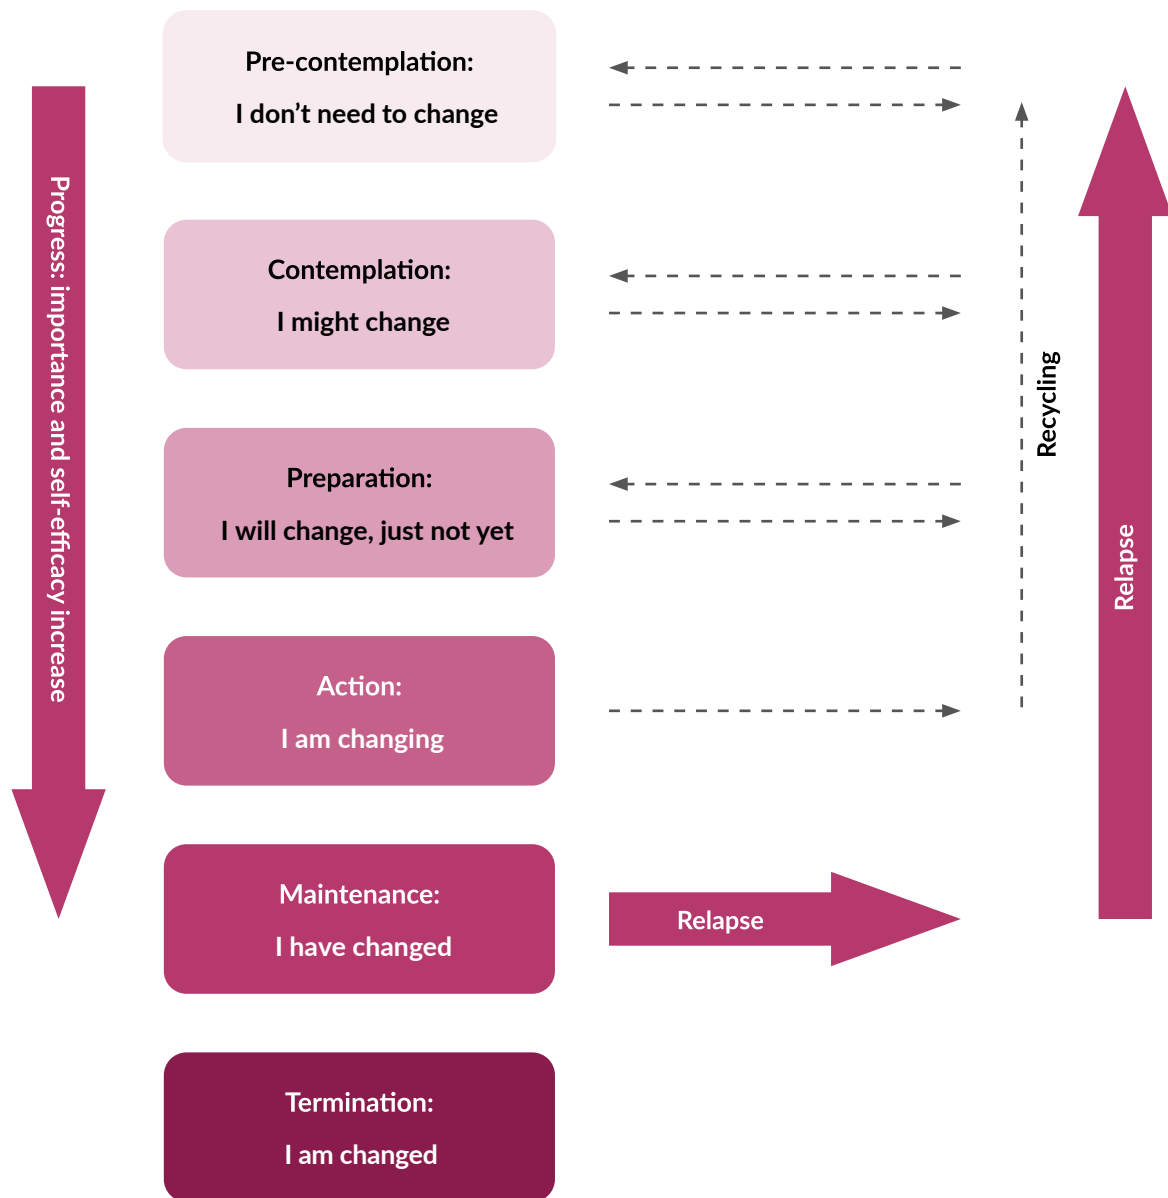 Pre-contemplation:
I don’t need to change
Progress: importance and self-efficacy increase
Contemplation:
I might change
Recycling
Preparation:
I will change, just not yet
Relapse
Action:
I am changing
Maintenance:
I have changed
Relapse
Termination:
I am changed